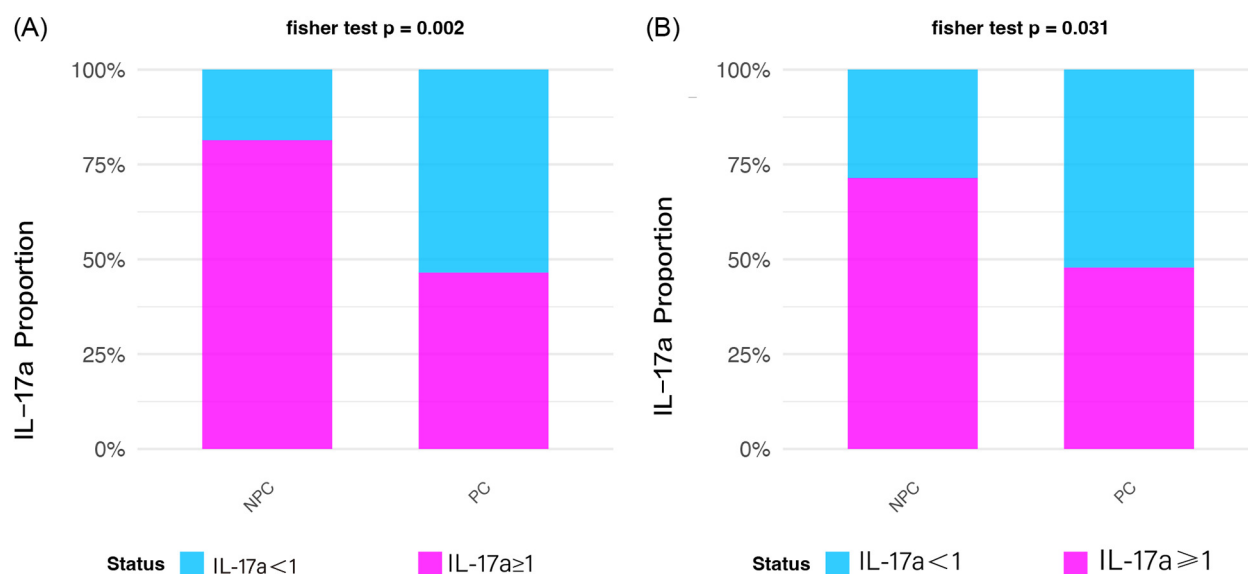 (A)
fisher test p = 0.002
100%
75%
50%
25%
0%
IL-17a Proportion
NPC
PC
Status
IL-17a<1
IL-17a≥1
(B)
fisher test p = 0.031
100%
75%
50%
25%
0%
IL-17a Proportion
NPC
PC
Status
IL-17a<1
IL-17a⩾1